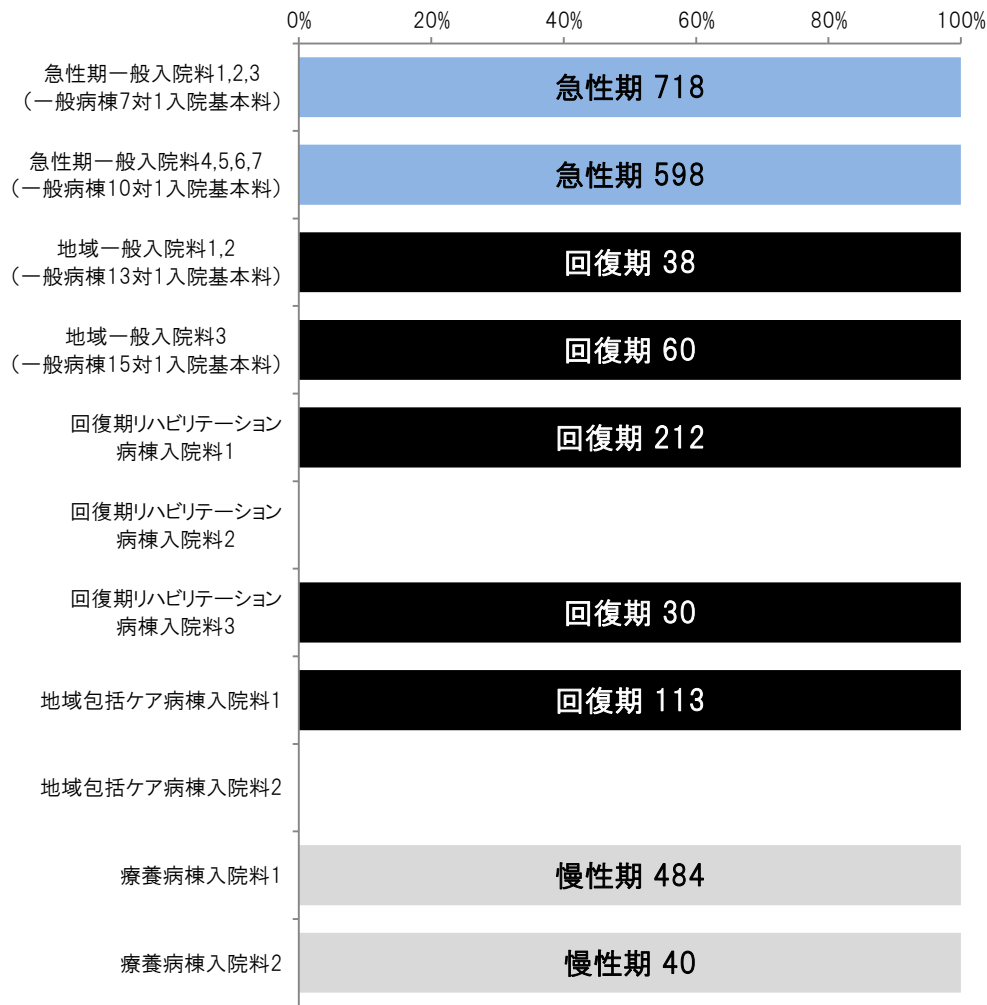 0% 20% 40% 60% 80% 100%
急性期一般入院料1,2,3
（一般病棟7対1入院基本料）
急性期 718
急性期一般入院料4,5,6,7
（一般病棟10対1入院基本料）
急性期 598
地域一般入院料1,2
（一般病棟13対1入院基本料）
回復期 38
地域一般入院料3
（一般病棟15対1入院基本料）
回復期 60
回復期リハビリテーション
病棟入院料1
回復期 212
回復期リハビリテーション
病棟入院料2
回復期リハビリテーション
病棟入院料3
回復期 30
地域包括ケア病棟入院料1
回復期 113
地域包括ケア病棟入院料2
療養病棟入院料1
慢性期 484
療養病棟入院料2
慢性期 40